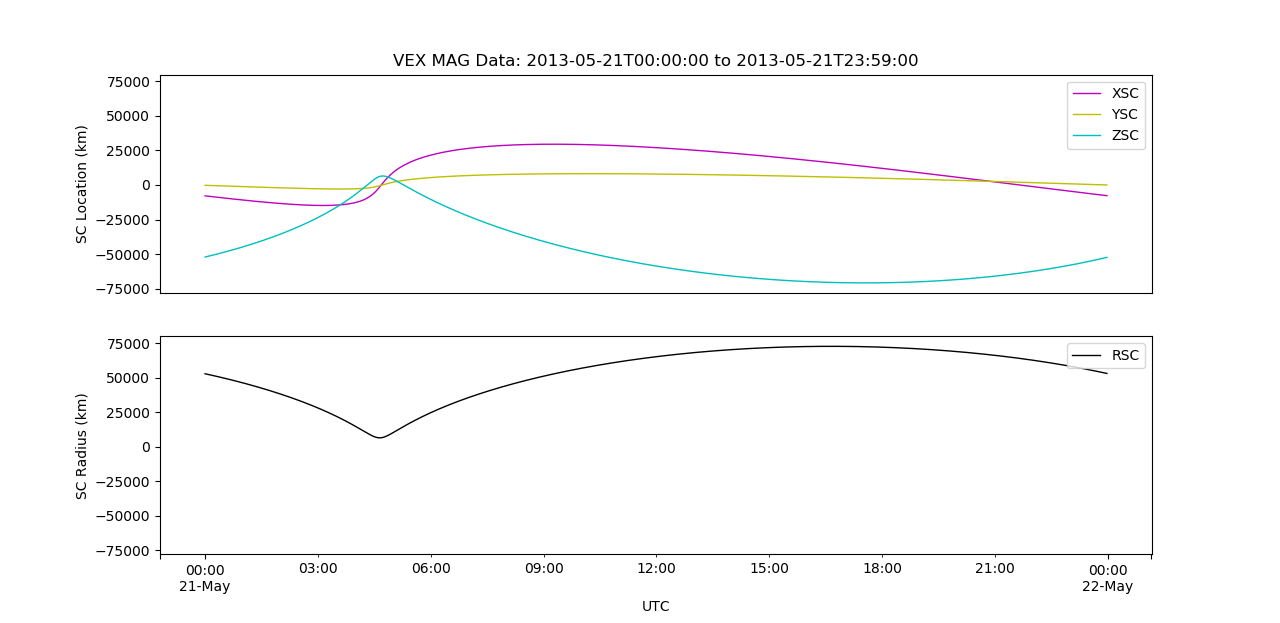 VEX MAG Data: 2013-05-21T00:00:00 to 2013-05-21T23:59:00
75000
50000
25000
0
−25000
−50000
−75000
SC Location (km)
XSC
YSC
ZSC
75000
50000
25000
0
−25000
−50000
−75000
SC Radius (km)
RSC
00:00 03:00 06:00 09:00 12:00 15:00 18:00 21:00 00:00
21-May 22-May
UTC